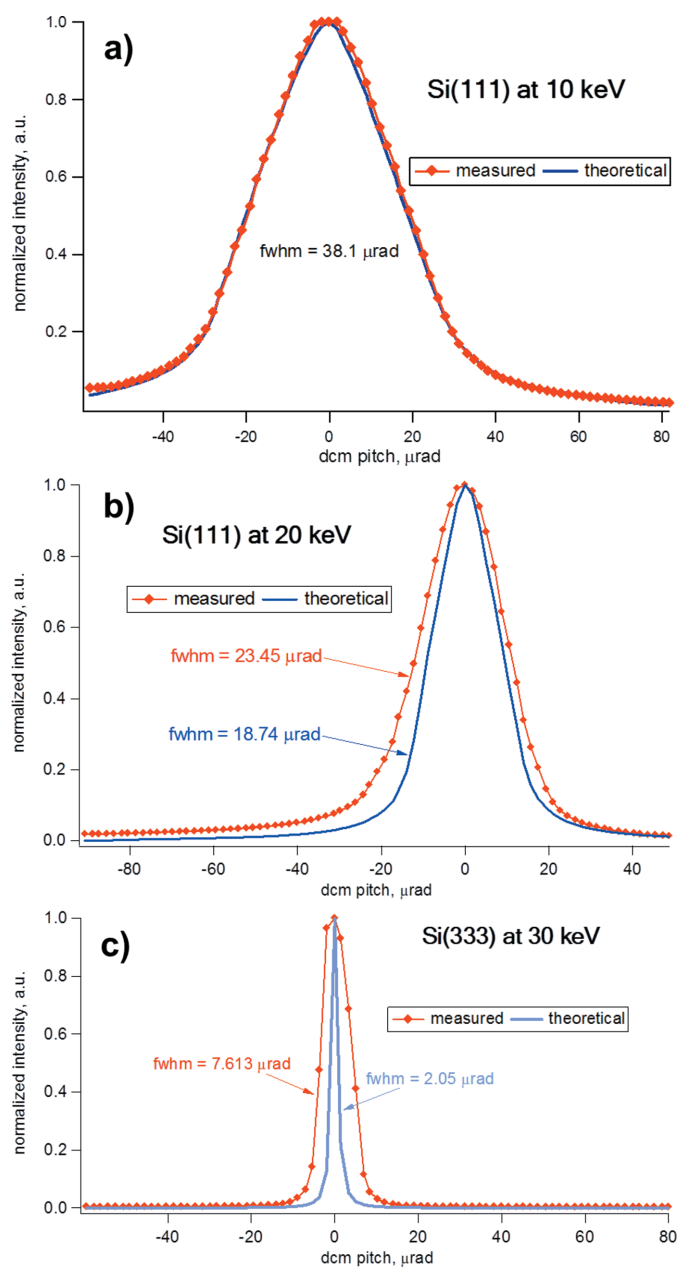 a)
Si(111) at 10 keV
measured
theoretical
fwhm = 38.1 μrad
normalized intensity, a.u.
1.0
0.8
0.6
0.4
0.2
-40
-20
0
20
40
60
80
dcm pitch, μrad
b)
Si(111) at 20 keV
measured
theoretical
fwhm = 23.45 μrad
fwhm = 18.74 μrad
normalized intensity, a.u.
1.0
0.8
0.6
0.4
0.2
0.0
-80
-60
-40
-20
0
20
40
dcm pitch, μrad
c)
Si(333) at 30 keV
measured
theoretical
fwhm = 7.613 μrad
fwhm = 2.05 μrad
normalized intensity, a.u.
1.0
0.8
0.6
0.4
0.2
0.0
-40
-20
0
20
40
60
80
dcm pitch, μrad